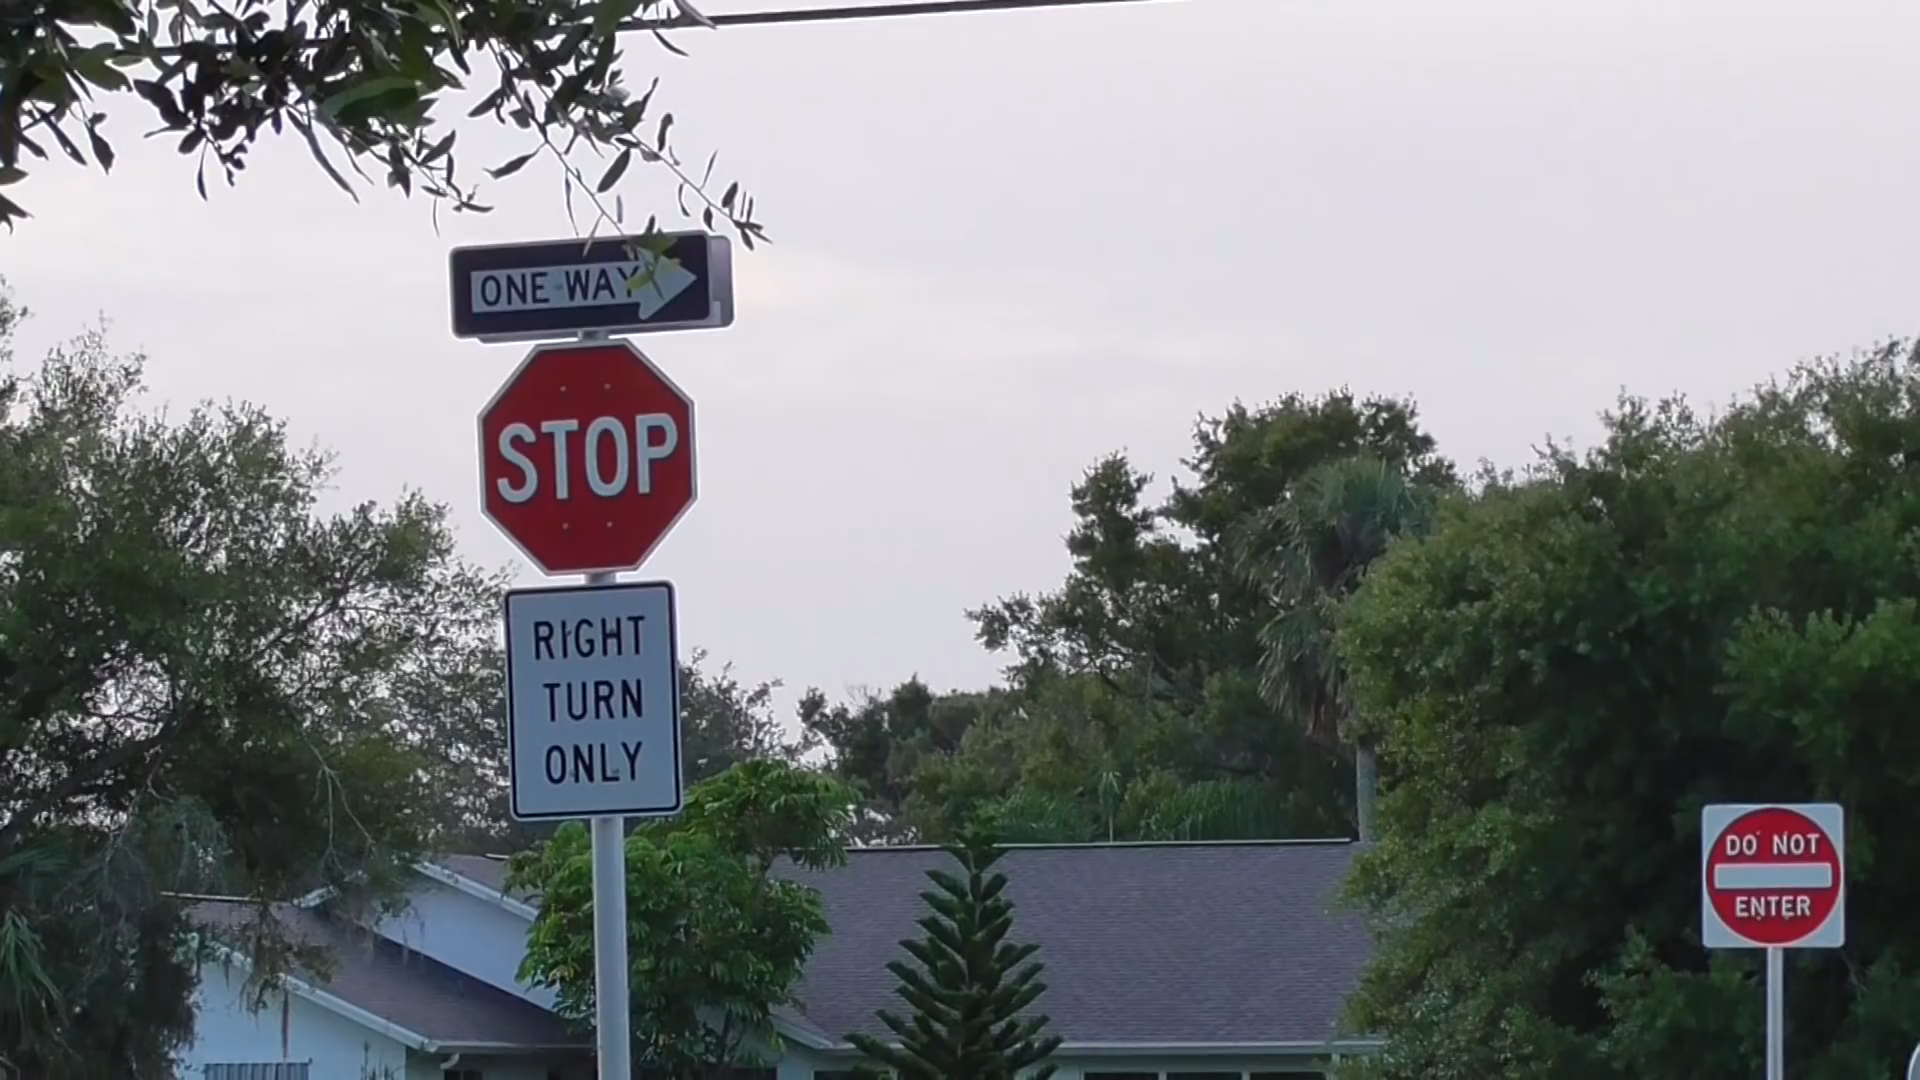 ONE WAY
STOP
RIGHT
TURN
ONLY
DO NOT
ENTER